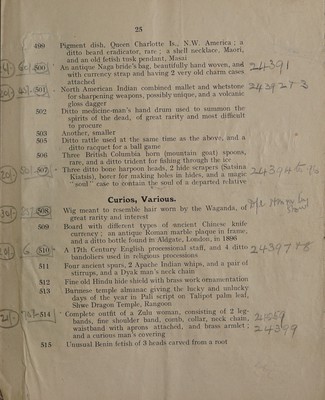 25
499 Pigment dish, Queen Charlotte Is., N.W. America ; a
ditto beard eradicator, rare ; a shell necklace, Maori,
and an old fetish tusk pendant, Masai
500 An antique Naga bride's bag, beautifully hand woven, and
with currency strap and having 2 very old charm cases
attached
24391
501 North American Indian combined mallet and whetstone
for sharpening weapons, possibly unique, and a volcanic
gloss dagger
502 Ditto medicine-man's hand drum used to summon the
spirits of the dead, of great rarity and most difficult
to procure
503 Another, smaller
505 Ditto rattle used at the same time as the above, and a
ditto racquet for a ball game
506 Three British Columbia horn (mountain goat) spoons,
rare, and a ditto trident for fishing through the ice
507 Three ditto bone harpoon heads, 2 hide scrapers
borer for making holes in hides, and a magic
"soul" case to contain the soul of a departed relative
Curios, Various.
508 Wig meant to resemble hair worn by the Waganda, of
great rarity and interest
509 Board with different types of ancient Chinese knife
currency ; an antique Roman marble plaque in frame,
and a ditto bottle found in Aldgate, London, in 1896
510 A 17th Century English processional staff, and 4 ditto
bandoliers used in religious processions
24397+8
511 Four ancient spurs, 2 Apache Indian whips, and a pair of
stirrups, and a Dyak man's neck chain
512 Fine old Hindu hide shield with brass work ornamentation
513 Burmese temple almanac giving the lucky and unlucky
days of the year in Pali script on Talipot palm leaf,
Shwe Dragon Temple, Rangoon
514 Complete outfit of a Zulu woman, consisting of 2 leg-
bands, fine shoulder band, comb, collar, neck chain,
waistband with aprons attached, and brass armlet ;
and a curious man's covering
24399
515 Unusual Benin fetish of 3 heads carved from a root